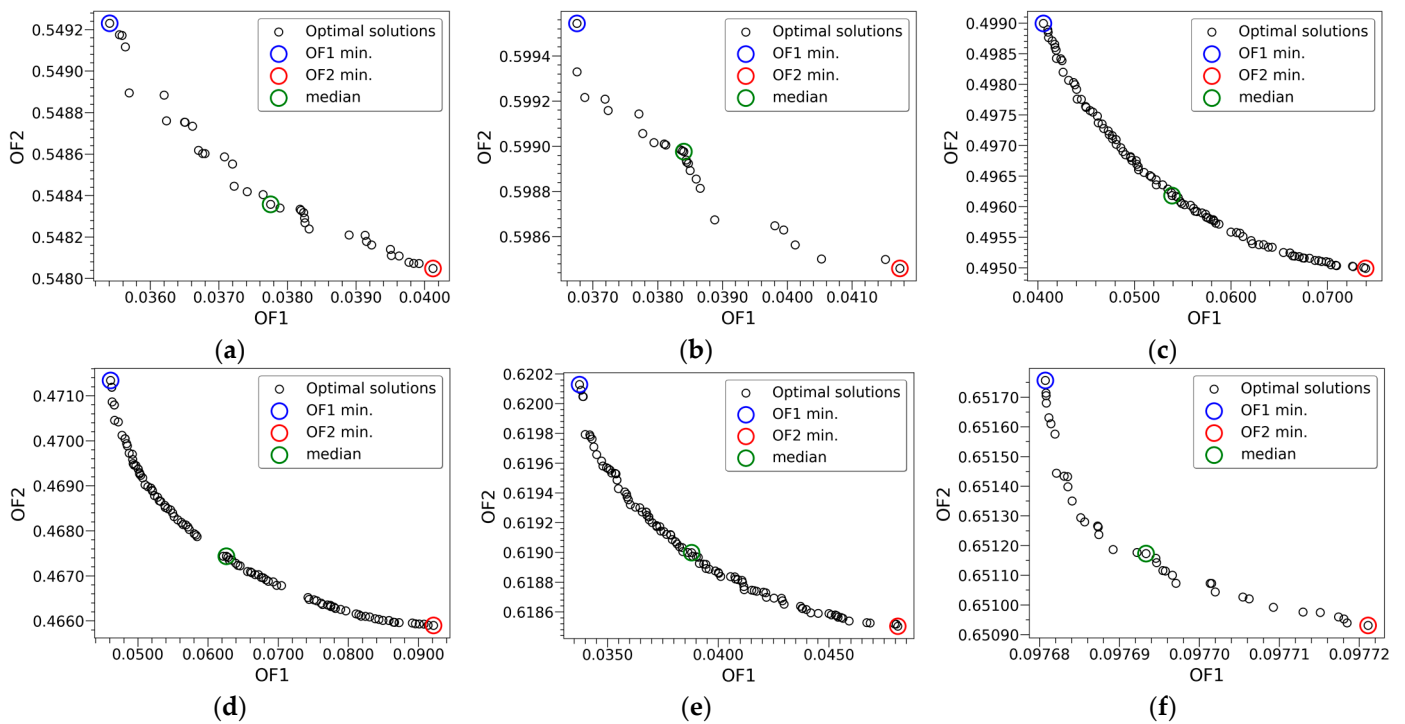 0.5492
0.5490
0.5488
0.5486
0.5484
0.5482
0.5480
OF2
Optimal solutions
OF1 min.
OF2 min.
median
0.0360
0.0370
0.0380
0.0390
0.0400
OF1
(a)
0.5994
0.5992
0.5990
0.5988
0.5986
OF2
Optimal solutions
OF1 min.
OF2 min.
median
0.0370
0.0380
0.0390
0.0400
0.0410
OF1
(b)
0.4990
0.4985
0.4980
0.4975
0.4970
0.4965
0.4960
0.4955
0.4950
OF2
Optimal solutions
OF1 min.
OF2 min.
median
0.0400
0.0500
0.0600
0.0700
OF1
(c)
0.4710
0.4700
0.4690
0.4680
0.4670
0.4660
OF2
Optimal solutions
OF1 min.
OF2 min.
median
0.0500
0.0600
0.0700
0.0800
0.0900
OF1
(d)
0.6202
0.6200
0.6198
0.6196
0.6194
0.6192
0.6190
0.6188
0.6186
OF2
Optimal solutions
OF1 min.
OF2 min.
median
0.0350
0.0400
0.0450
OF1
(e)
0.65170
0.65160
0.65150
0.65140
0.65130
0.65120
0.65110
0.65100
0.65090
OF2
Optimal solutions
OF1 min.
OF2 min.
median
0.09768
0.09769
0.09770
0.09771
0.09772
OF1
(f)